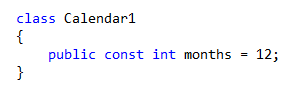 class Calendar1
{
    public const int months = 12;
}